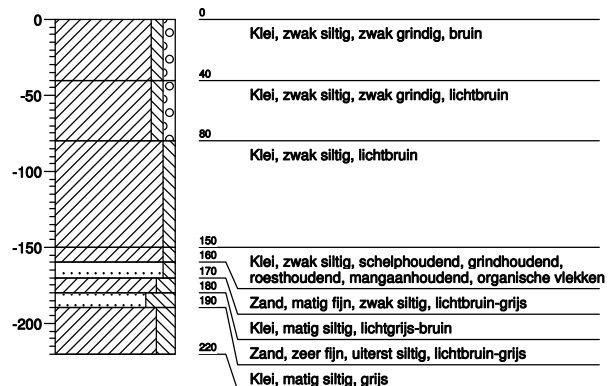 0
0
Klei, zwak siltig, zwak grindig, bruin
40
-50
Klei, zwak siltig, zwak grindig, lichtbruin
80
-100
Klei, zwak siltig, lichtbruin
-150
150
160
Klei, zwak siltig, schelphoudend, grindhoudend,
roesthoudend, mangaanhoudend, organische vlekken
170
180
Zand, matig fijn, zwak siltig, lichtbruin-grijs
190
-200
Klei, matig siltig, lichtgrijs-bruin
220
Zand, zeer fijn, uiterst siltig, lichtbruin-grijs
Klei, matig siltig, grijs